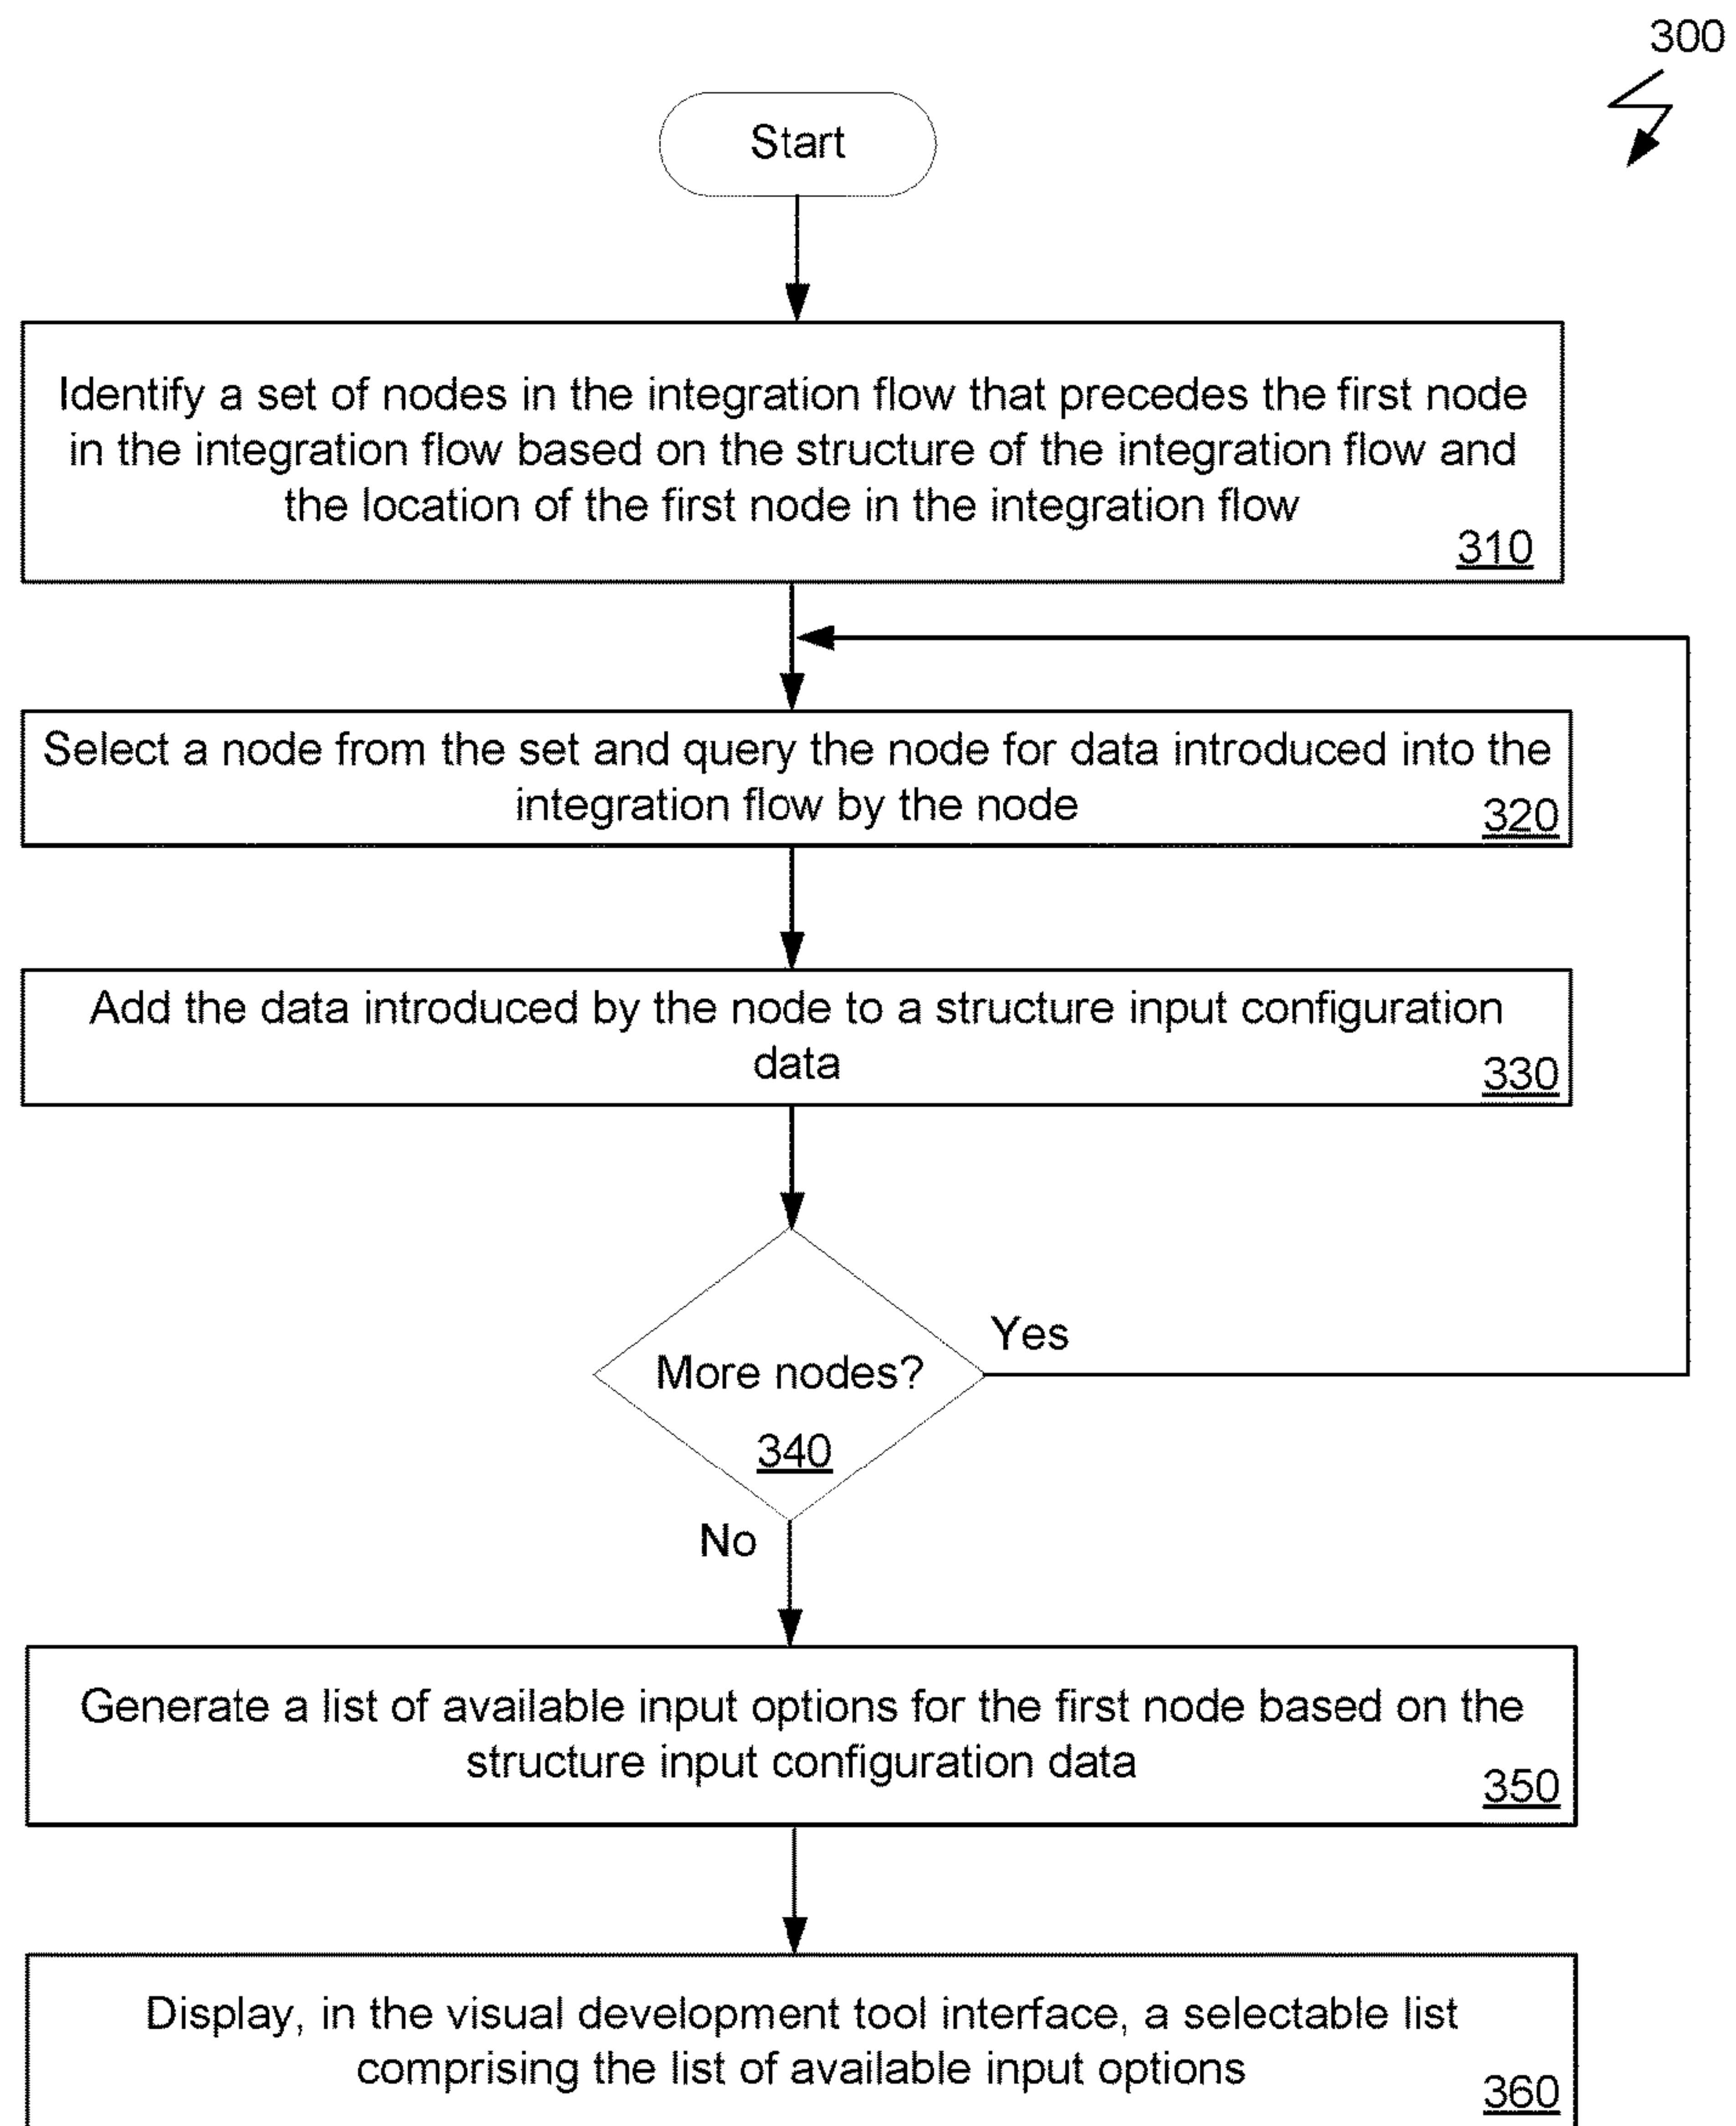 300
Start
Identify a set of nodes in the integration flow that precedes the first node
in the integration flow based on the structure of the integration flow and
the location of the first node in the integration flow
310
Select a node from the set and query the node for data introduced into the
integration flow by the node
320
Add the data introduced by the node to a structure input configuration
data
330
More nodes?
340
Yes
No
Generate a list of available input options for the first node based on the
structure input configuration data
350
Display, in the visual development tool interface, a selectable list
comprising the list of available input options
360